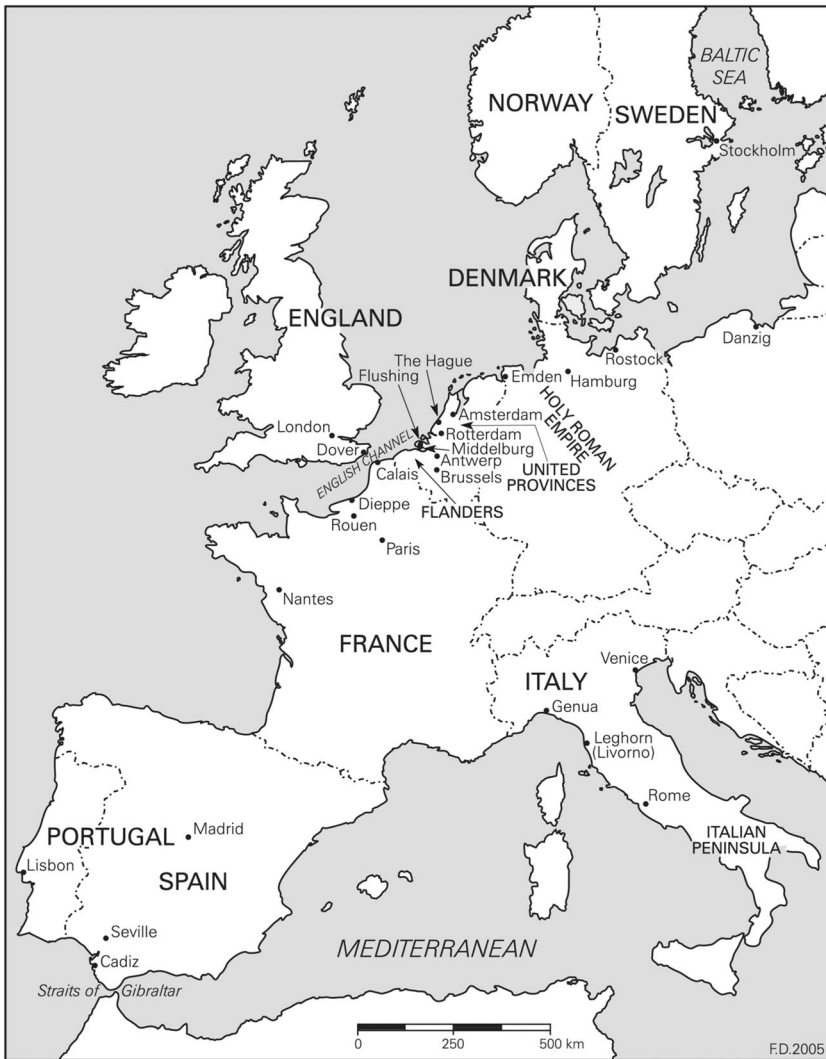 BALTIC
SEA
NORWAY
SWEDEN
Stockholm
DENMARK
ENGLAND
Danzig
Rostock
The Hague
Flushing
Emden
Hamburg
HOLY ROMAN
EMPIRE
Amsterdam
London
Rotterdam
Dover
ENGLISH CHANNEL
Middelburg
Antwerp
UNITED
PROVINCES
Calais
Brussels
Dieppe
FLANDERS
Rouen
Paris
Nantes
FRANCE
Venice
ITALY
Genua
Leghorn
(Livorno)
Rome
PORTUGAL
Madrid
ITALIAN
PENINSULA
Lisbon
SPAIN
Seville
MEDITERRANEAN
Cadiz
Straits of Gibraltar
0 250 500 km
F.D.2005